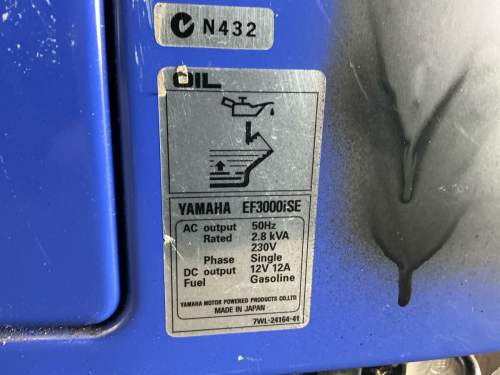 N432
OIL
YAMAHA EF3000iSE
AC output 50Hz
Rated 2.8 kVA
230V
Phase Single
DC output 12V 12A
Fuel Gasoline
YAMAHA MOTOR POWERED PRODUCTS CO.,LTD.
MADE IN JAPAN
7WL-24164-41